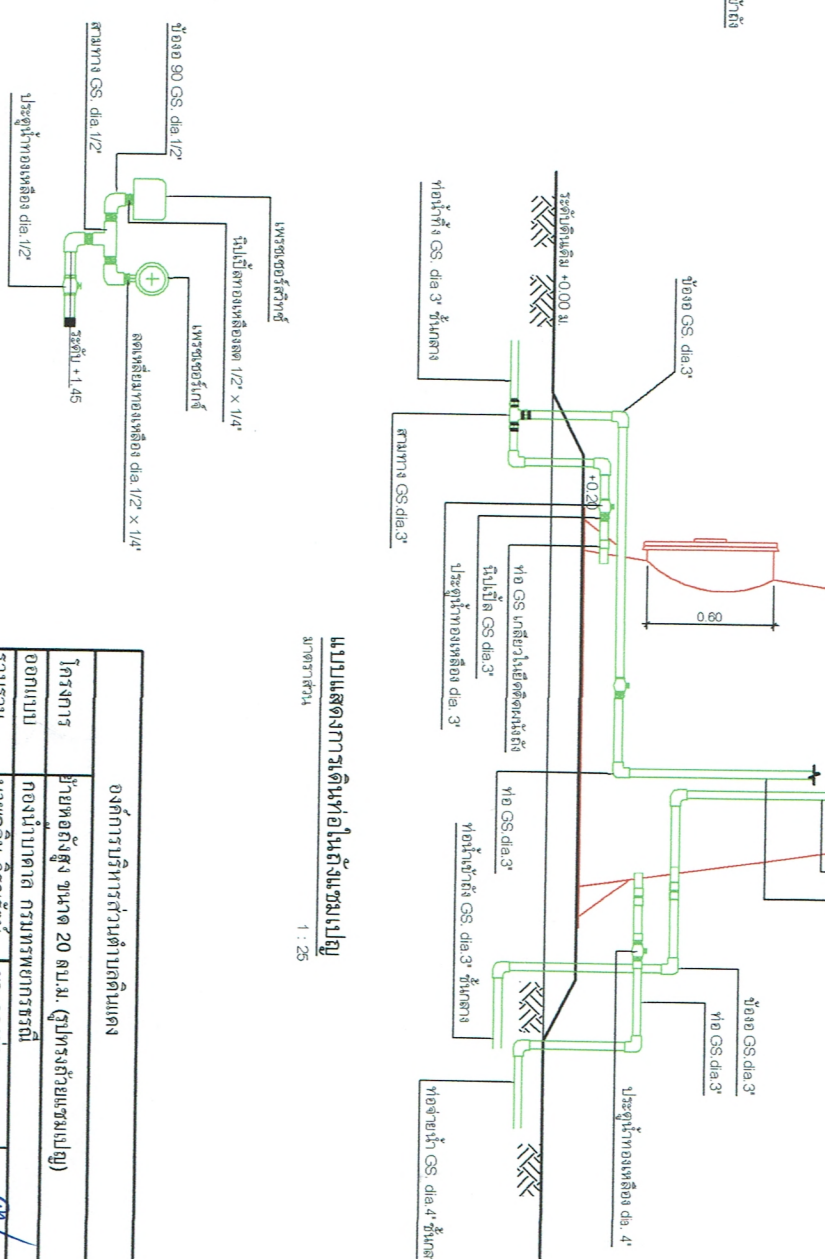 ข้องอ GS. dia.3"
ระดับดินเดิม +0.00 ม.
ท่อน้ำทิ้ง GS. dia 3" ชั้นกลาง
สามทาง GS.dia.3"
+0.20
0.60
ท่อ GS เกลียวในยึดติดผนังถัง
นิปเปิ้ล GS dia.3"
ประตูน้ำทองเหลือง dia. 3"
ท่อ GS.dia.3"
ท่อน้ำเข้าถัง GS. dia.3" ชั้นกลาง
ข้องอ GS.dia.3"
ท่อ GS.dia.3"
ประตูน้ำทองเหลือง dia. 4"
ท่อจ่ายน้ำ GS. dia.4"
แบบแสดงการเดินท่อในถังแชมเปญ
มาตราส่วน 1 : 25
ข้องอ 90 GS. dia.1/2"
สามทาง GS. dia.1/2"
ประตูน้ำทองเหลือง dia.1/2"
เพรชเชอร์สวิทช์
นิปเปิ้ลทองเหลืองลด 1/2" x 1/4"
เพรชเชอร์เกจ์
ลดเหลี่ยมทองเหลือง dia.1/2" x 1/4"
ระดับ +1.45
องค์การบริหารส่วนตำบลดินแดง
โครงการ ย้ายหอถังสูง ขนาด 20 ลบ.ม. (รูปทรงถ้วยแชมเปญ)
ออกแบบ กองน้ำบาดาล กรมทรัพยากรธรณี